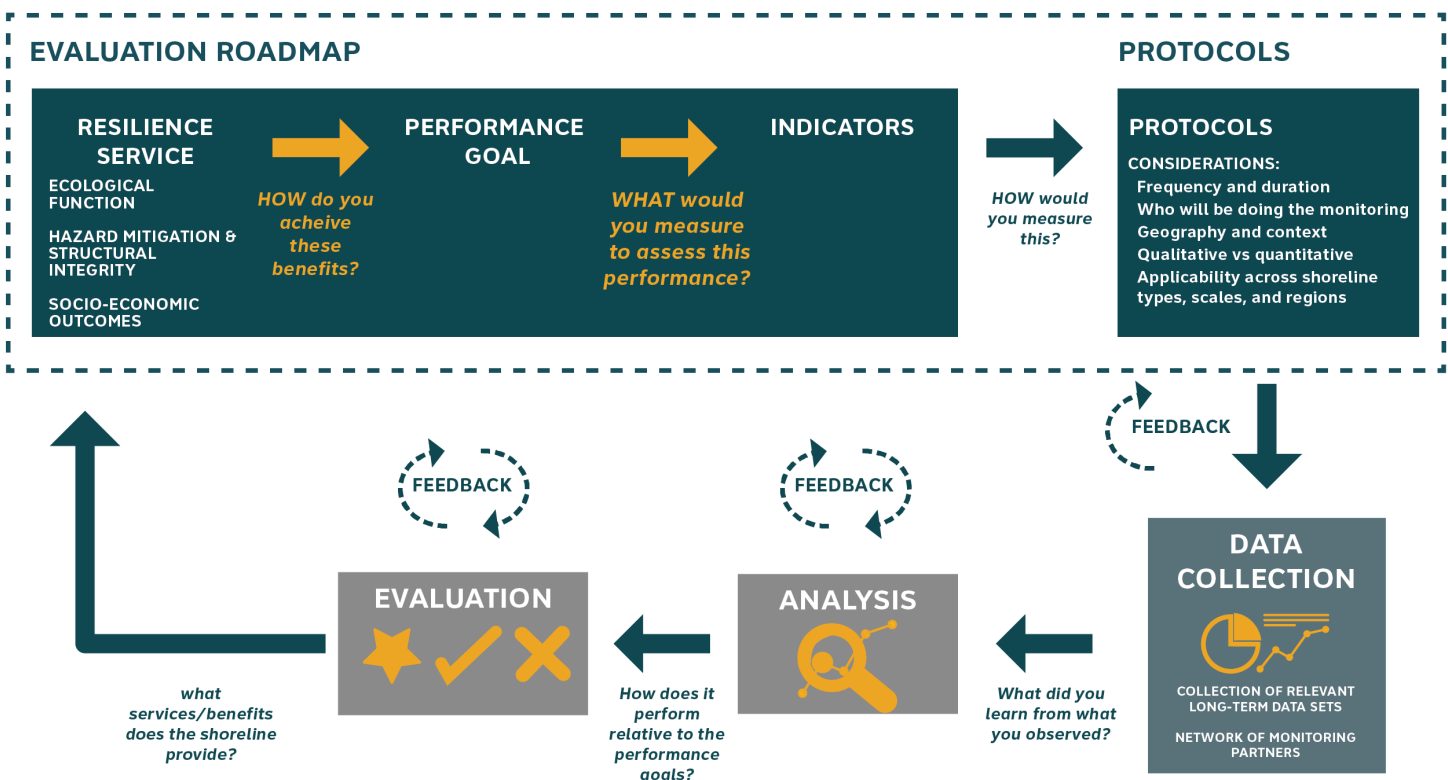 EVALUATION ROADMAP
PROTOCOLS
RESILIENCE
SERVICE
ECOLOGICAL
FUNCTION
HAZARD MITIGATION &
STRUCTURAL
INTEGRITY
SOCIO-ECONOMIC
OUTCOMES
HOW do you
acheive
these
benefits?
PERFORMANCE
GOAL
WHAT would
you measure
to assess this
performance?
INDICATORS
HOW would
you measure
this?
PROTOCOLS
CONSIDERATIONS:
Frequency and duration
Who will be doing the monitoring
Geography and context
Qualitative vs quantitative
Applicability across shoreline
types, scales, and regions
FEEDBACK
DATA
COLLECTION
COLLECTION OF RELEVANT
LONG-TERM DATA SETS
NETWORK OF MONITORING
PARTNERS
What did you
learn from what
you observed?
FEEDBACK
ANALYSIS
How does it
perform
relative to the
performance
goals?
FEEDBACK
EVALUATION
what
services/benefits
does the shoreline
provide?